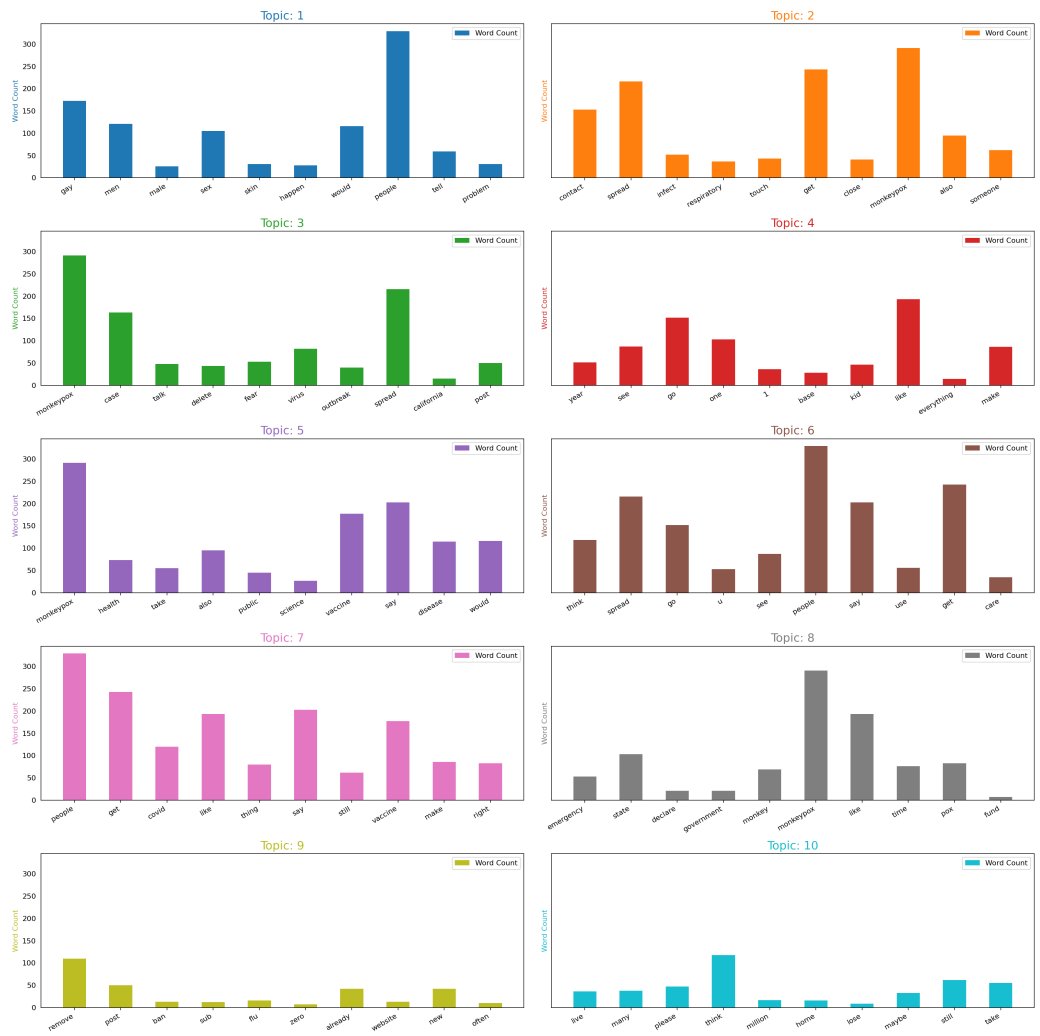 Topic: 1
Word Count
Word Count
300
250
200
150
100
50
0
gay men male sex skin happen would people tell problem
Topic: 2
Word Count
Word Count
contact spread infect respiratory touch get close monkeypox also someone
Topic: 3
Word Count
Word Count
300
250
200
150
100
50
0
monkeypox case talk delete fear virus outbreak spread california post
Topic: 4
Word Count
Word Count
year see go one 1 base kid like everything make
Topic: 5
Word Count
Word Count
300
250
200
150
100
50
0
monkeypox health take also public science vaccine say disease would
Topic: 6
Word Count
Word Count
think spread go u see people say use get care
Topic: 7
Word Count
Word Count
300
250
200
150
100
50
0
people get covid like thing say still vaccine make right
Topic: 8
Word Count
Word Count
emergency state declare government monkey monkeypox like time pox fund
Topic: 9
Word Count
Word Count
300
250
200
150
100
50
0
remove post ban sub flu zero already website new often
Topic: 10
Word Count
Word Count
live many please think million home lose maybe still take